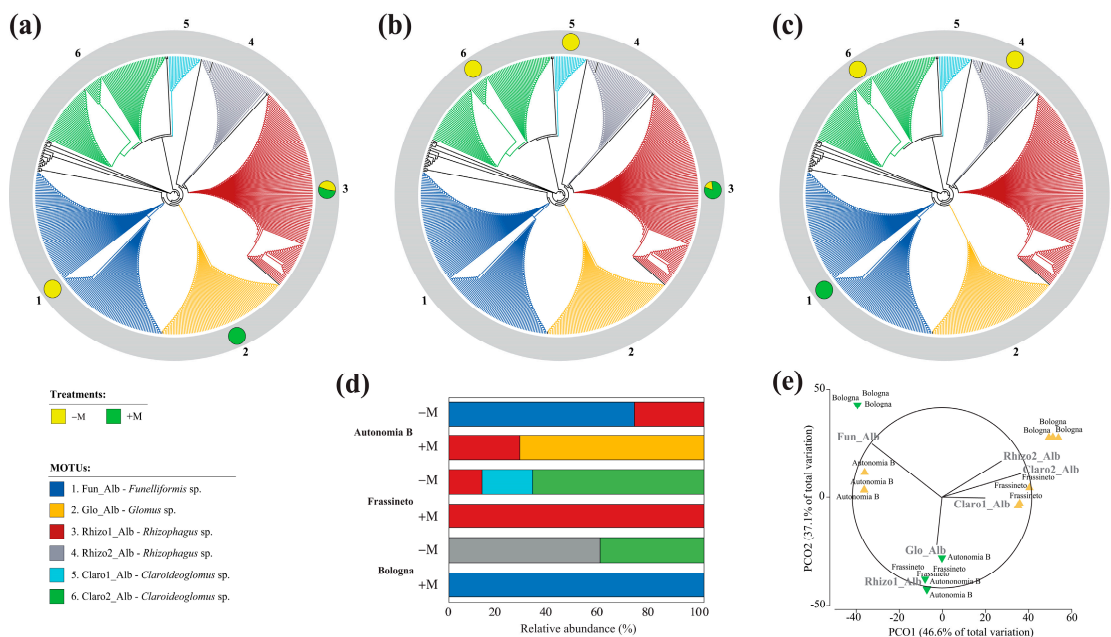 (a)
5
4
6
3
1
2
(b)
5
4
6
3
1
2
(c)
5
4
6
3
1
2
Treatments:
−M
+M
MOTUs:
1. Fun_Alb - Funelliformis sp.
2. Glo_Alb - Glomus sp.
3. Rhizo1_Alb - Rhizophagus sp.
4. Rhizo2_Alb - Rhizophagus sp.
5. Claro1_Alb - Claroideoglomus sp.
6. Claro2_Alb - Claroideoglomus sp.
(d)
−M
Autonomia B
+M
−M
Frassineto
+M
−M
Bologna
+M
0 20 40 60 80 100
Relative abundance (%)
(e)
50
0
-50
PCO2 (37.1% of total variation)
Bologna
Bologna
Bologna
Bologna
Bologna
Bologna
Fun_Alb
Rhizo2_Alb
Claro2_Alb
Autonomia B
Autonomia B
Autonomia B
Frassineto
Frassineto
Claro1_Alb
Glo_Alb
Autonomia B
Frassineto
Frassineto
Frassineto
Rhizo1_Alb
Autononomia B
Autonomia B
-40 -20 0 20 40 60
PCO1 (46.6% of total variation)